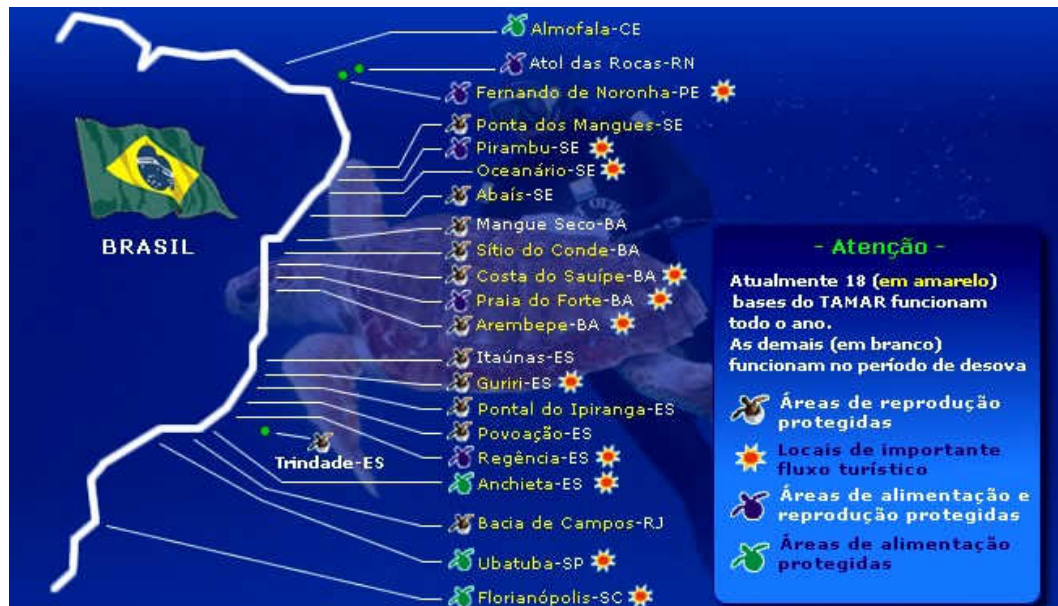 Almofala-CE
Atol das Rocas-RN
Fernando de Noronha-PE
Ponta dos Mangues-SE
Pirambu-SE
Oceanário-SE
Abaís-SE
Mangue Seco-BA
Sítio do Conde-BA
Costa do Sauípe-BA
Praia do Forte-BA
Arembepe-BA
Itaúnas-ES
Guriri-ES
Pontal do Ipiranga-ES
Povoação-ES
Regência-ES
Anchieta-ES
Bacia de Campos-RJ
Ubatuba-SP
Florianópolis-SC
BRASIL
Trindade-ES
- Atenção -
Atualmente 18 (em amarelo)
bases do TAMAR funcionam
todo o ano.
As demais (em branco)
funcionam no período de desova
Áreas de reprodução
protegidas
Locais de importante
fluxo turístico
Áreas de alimentação e
reprodução protegidas
Áreas de alimentação
protegidas